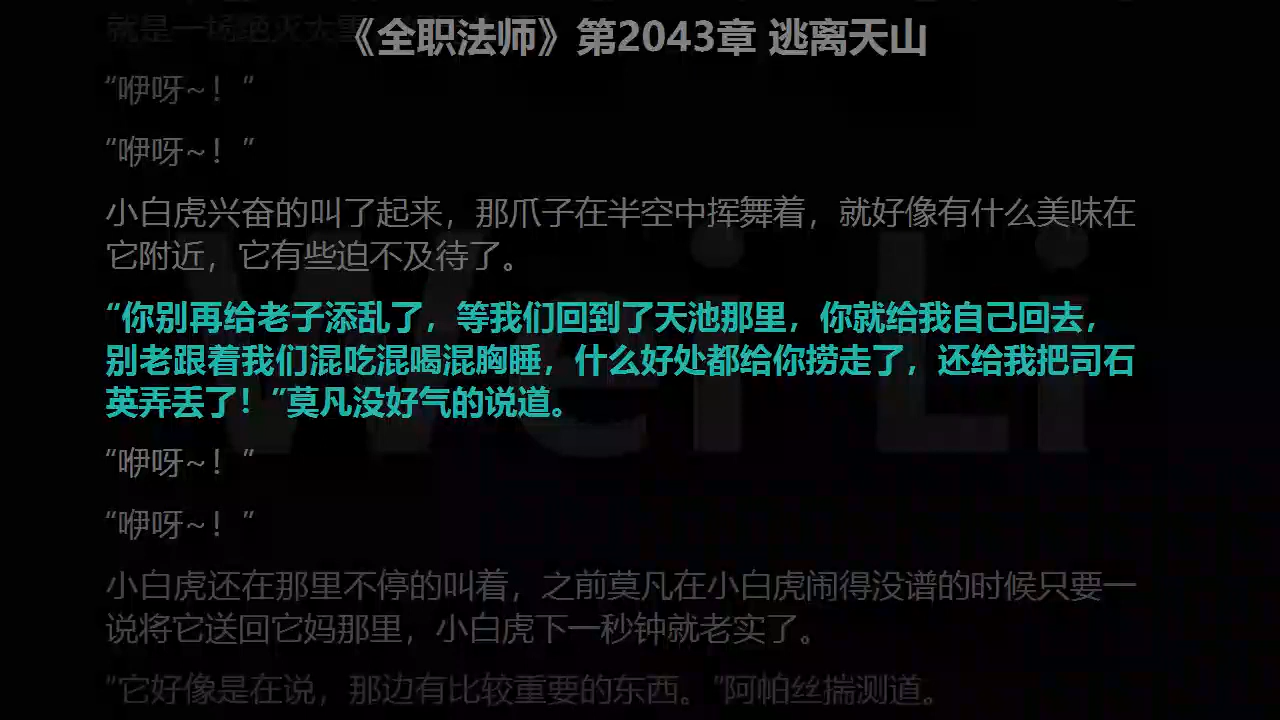 就是一场绝灭大重
《全职法师》第2043章 逃离天山
“咿呀~！”
“咿呀~！”
小白虎兴奋的叫了起来，那爪子在半空中挥舞着，就好像有什么美味在
它附近，它有些迫不及待了。
“你别再给老子添乱了，等我们回到了天池那里，你就给我自己回去，
别老跟着我们混吃混喝混胸睡，什么好处都给你捞走了，还给我把司石
英弄丢了！”莫凡没好气的说道。
“咿呀~！”
“咿呀~！”
小白虎还在那里不停的叫着，之前莫凡在小白虎闹得没谱的时候只要一
说将它送回它妈那里，小白虎下一秒钟就老实了。
“它好像是在说，那边有比较重要的东西。”阿帕丝揣测道。
Wei Li